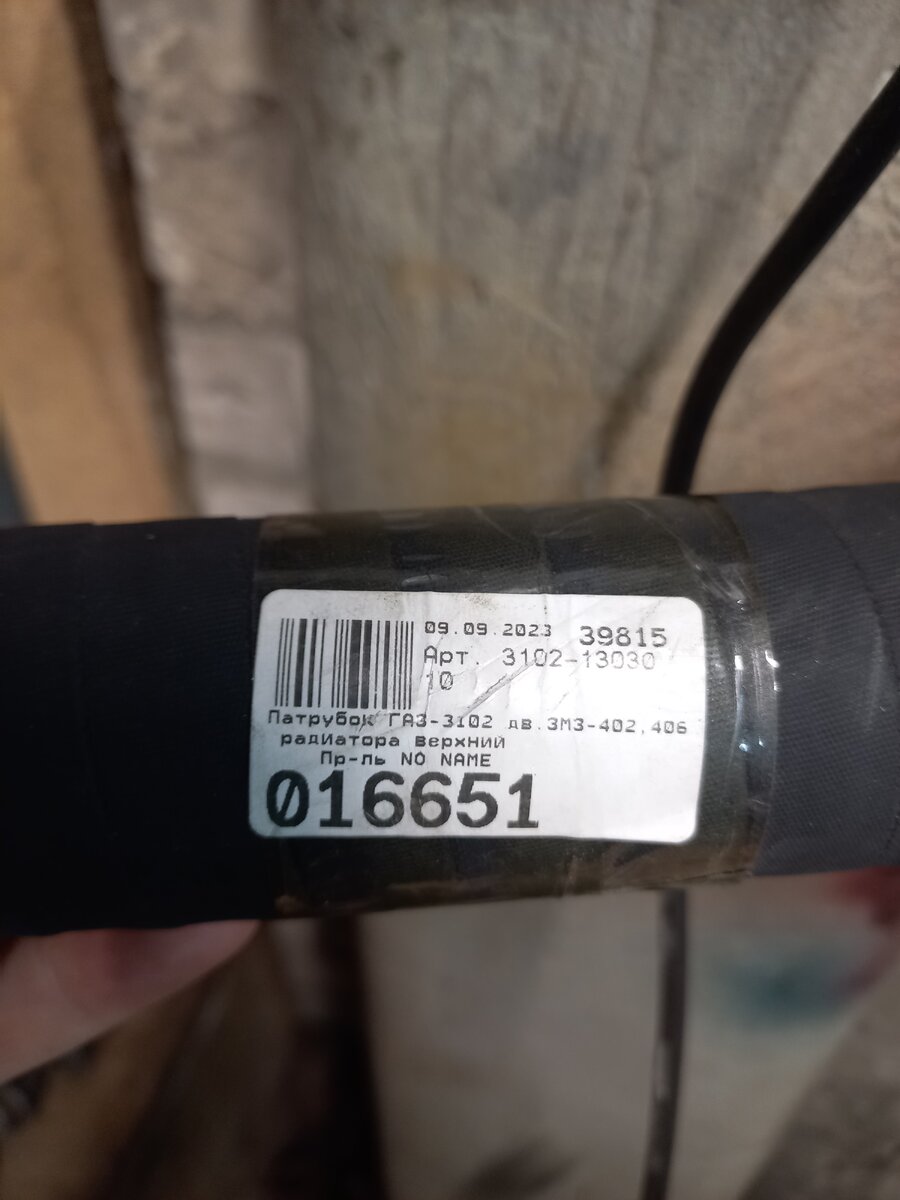 09.09.2023 39815
Арт. 3102-13030
10
Патрубок ГАЗ-3102 дв.ЗМЗ-402,406
радиатора верхний
Пр-ль NO NAME
016651